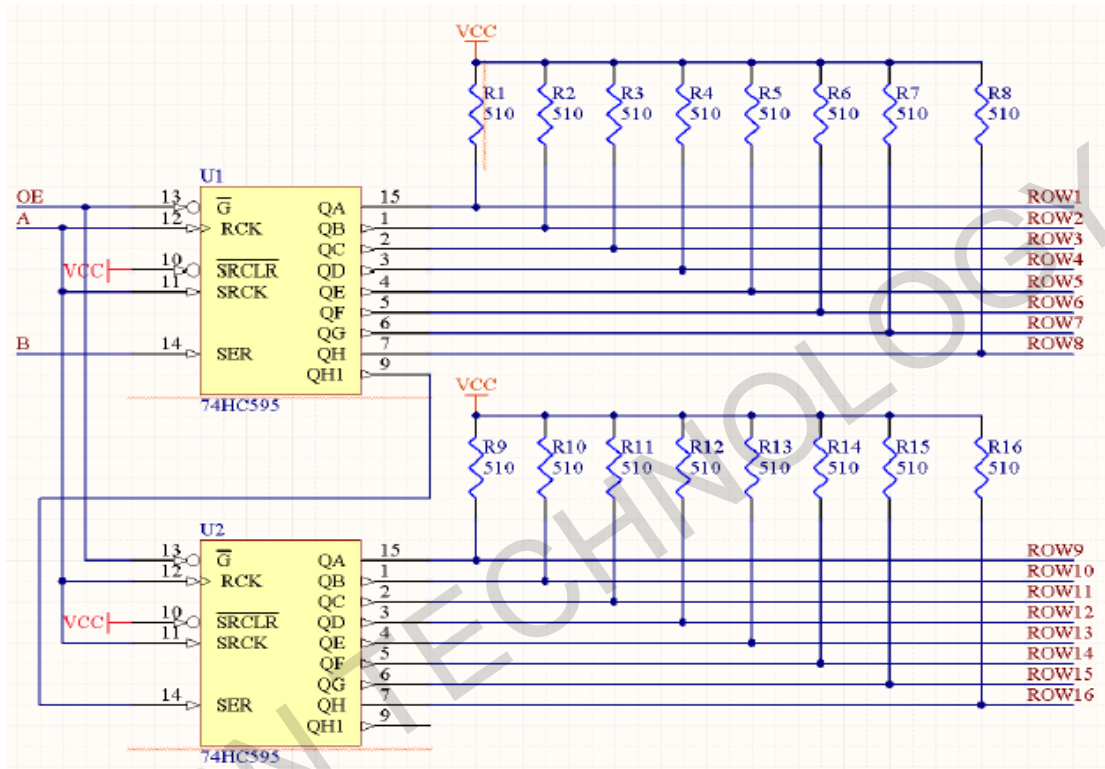 VCC
R1 R2 R3 R4 R5 R6 R7 R8
510 510 510 510 510 510 510 510
U1
OE 13 G QA 15 ROW1
A 12 RCK QB 1 ROW2
QC 2 ROW3
VCC 10 SRCLR QD 3 ROW4
11 SRCK QE 4 ROW5
QF 5 ROW6
QG 6 ROW7
B 14 SER QH 7 ROW8
QH1 9
74HC595
VCC
R9 R10 R11 R12 R13 R14 R15 R16
510 510 510 510 510 510 510 510
U2
13 G QA 15 ROW9
12 RCK QB 1 ROW10
QC 2 ROW11
VCC 10 SRCLR QD 3 ROW12
11 SRCK QE 4 ROW13
QF 5 ROW14
QG 6 ROW15
14 SER QH 7 ROW16
QH1 9
74HC595
N TECHNOLOGY